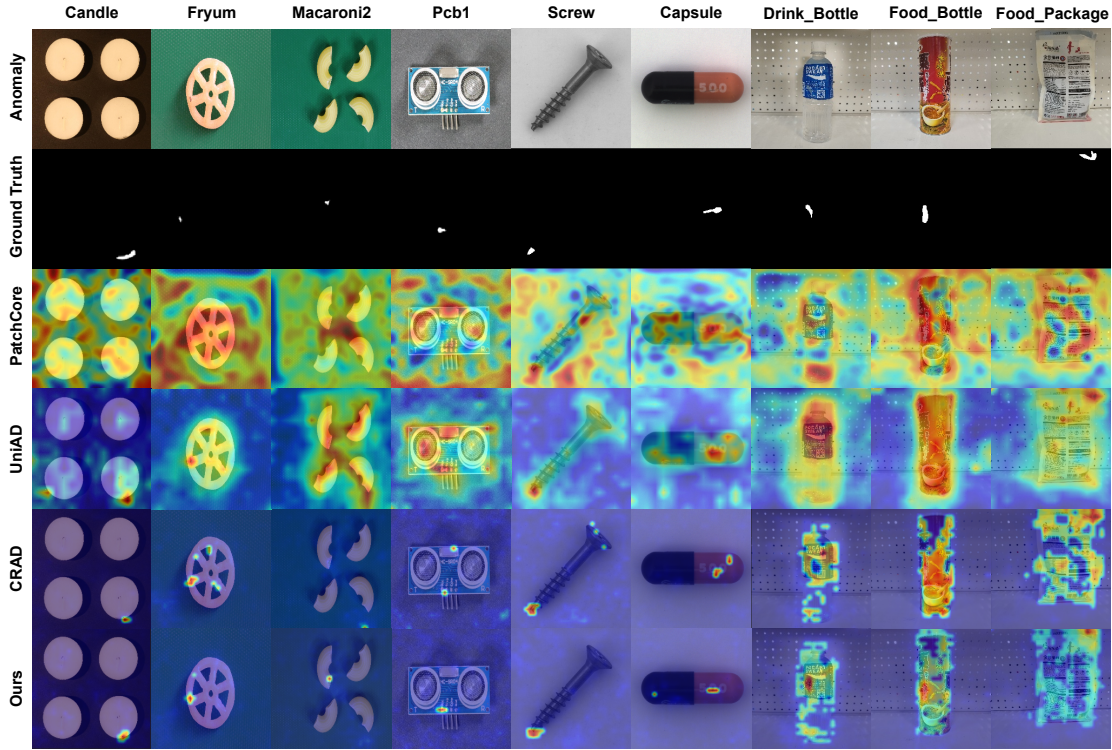 Candle Fryum Macaroni2 Pcb1 Screw Capsule Drink_Bottle Food_Bottle Food_Package
Anomaly
500
Ground Truth
PatchCore
UniAD
CRAD
Ours